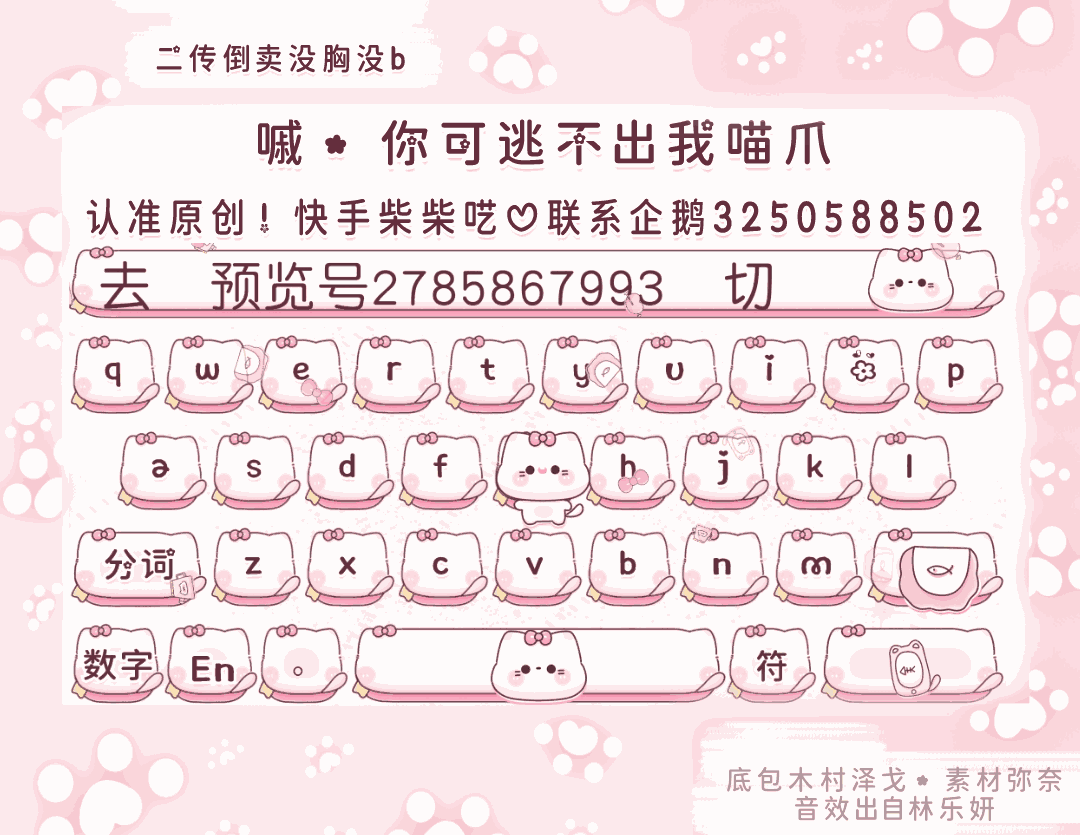 二传倒卖没胸没b
喊 你可逃不出我喵爪
认准原创！快手柴柴呓♡联系企鹅3250588502
去 预览号2785867993 切
q w e r t y u i p
a s d f h j k l
分词 z x c v b n m
数字 En 。 符
底包木村泽戈 素材弥奈
音效出自林乐妍